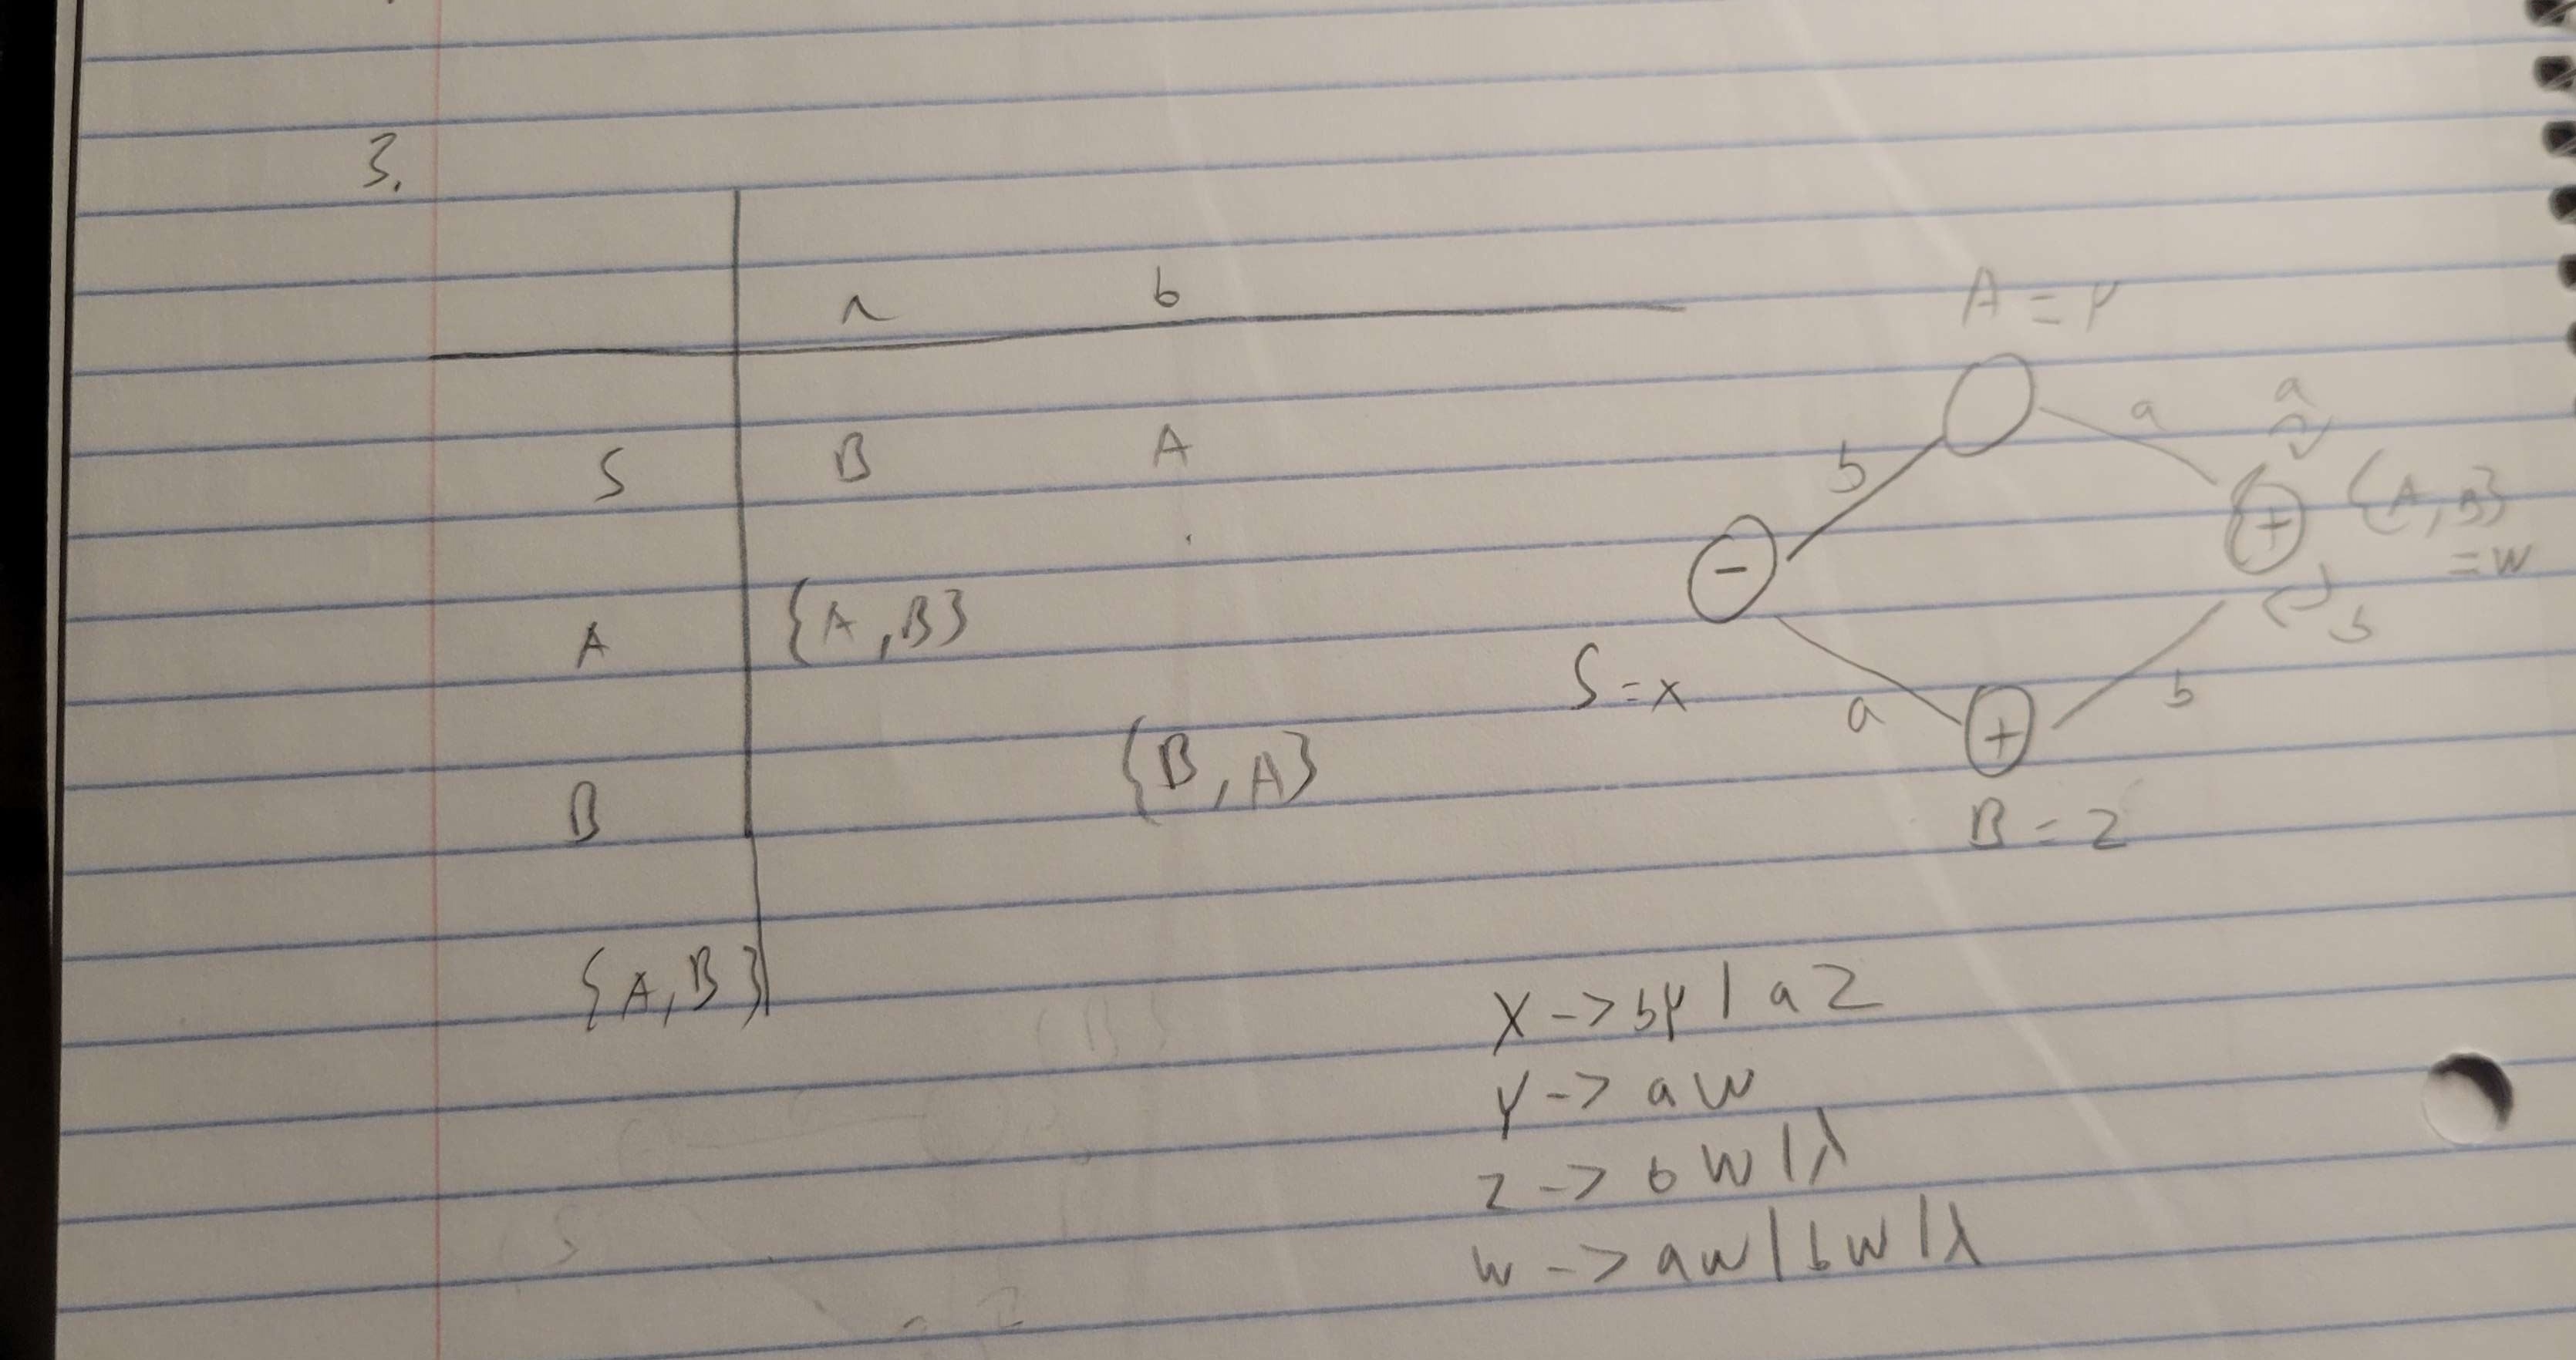 3.
a b
S B A
A {A,B}
B {B,A}
{A,B}
A = Y
b a a
- + {A,B}
= W
S = X
a + b b
B = Z
X -> bY | aZ
Y -> aW
Z -> bW | λ
W -> aW | bW | λ